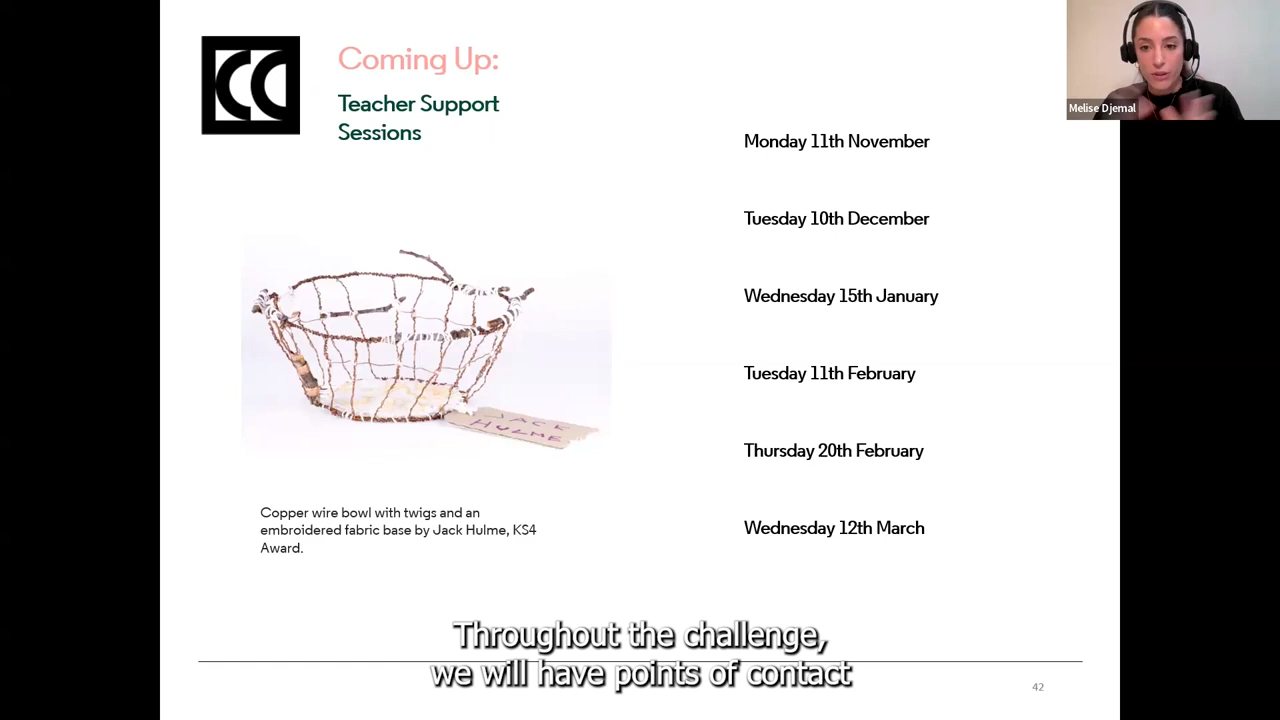 CC
Coming Up:
Teacher Support
Sessions
Melise Djemal
Monday 11th November
Tuesday 10th December
Wednesday 15th January
Tuesday 11th February
Thursday 20th February
Wednesday 12th March
JACK
HULME
Copper wire bowl with twigs and an
embroidered fabric base by Jack Hulme, KS4
Award.
Throughout the challenge,
we will have points of contact
42